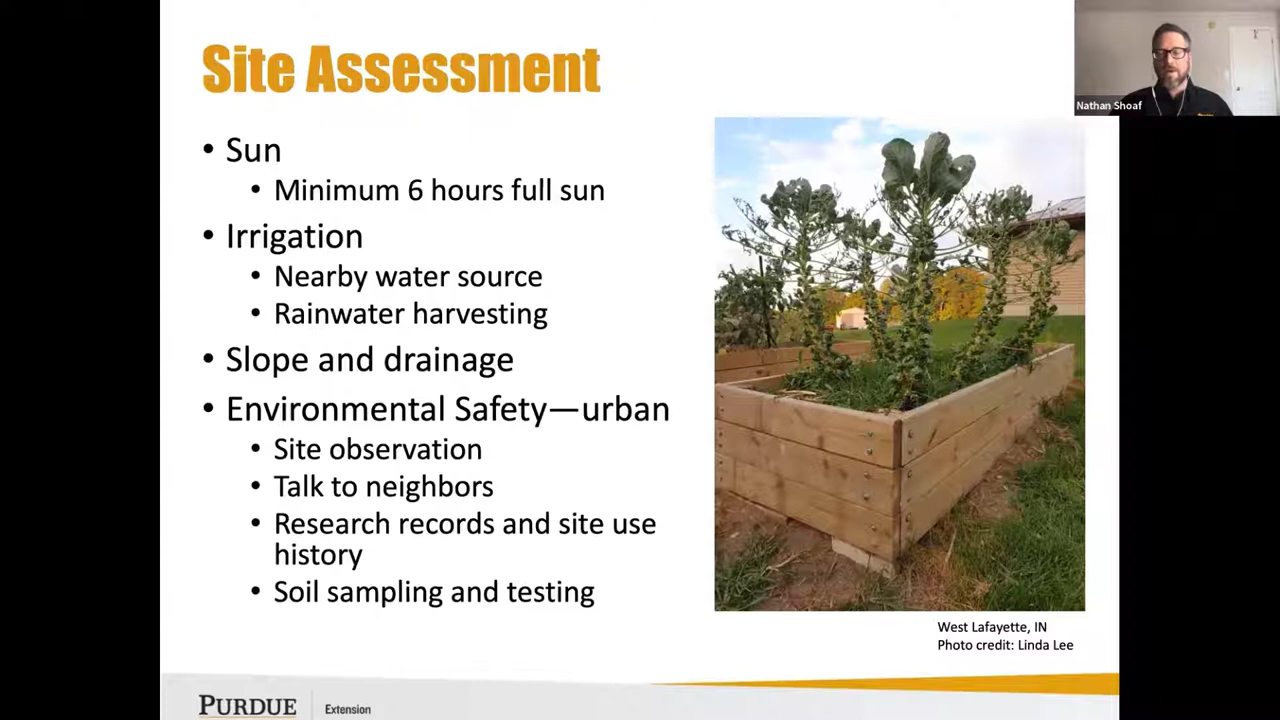 Site Assessment
• Sun
• Minimum 6 hours full sun
• Irrigation
• Nearby water source
• Rainwater harvesting
• Slope and drainage
• Environmental Safety—urban
• Site observation
• Talk to neighbors
• Research records and site use
history
• Soil sampling and testing
Nathan Shoaf
West Lafayette, IN
Photo credit: Linda Lee
PURDUE
Extension